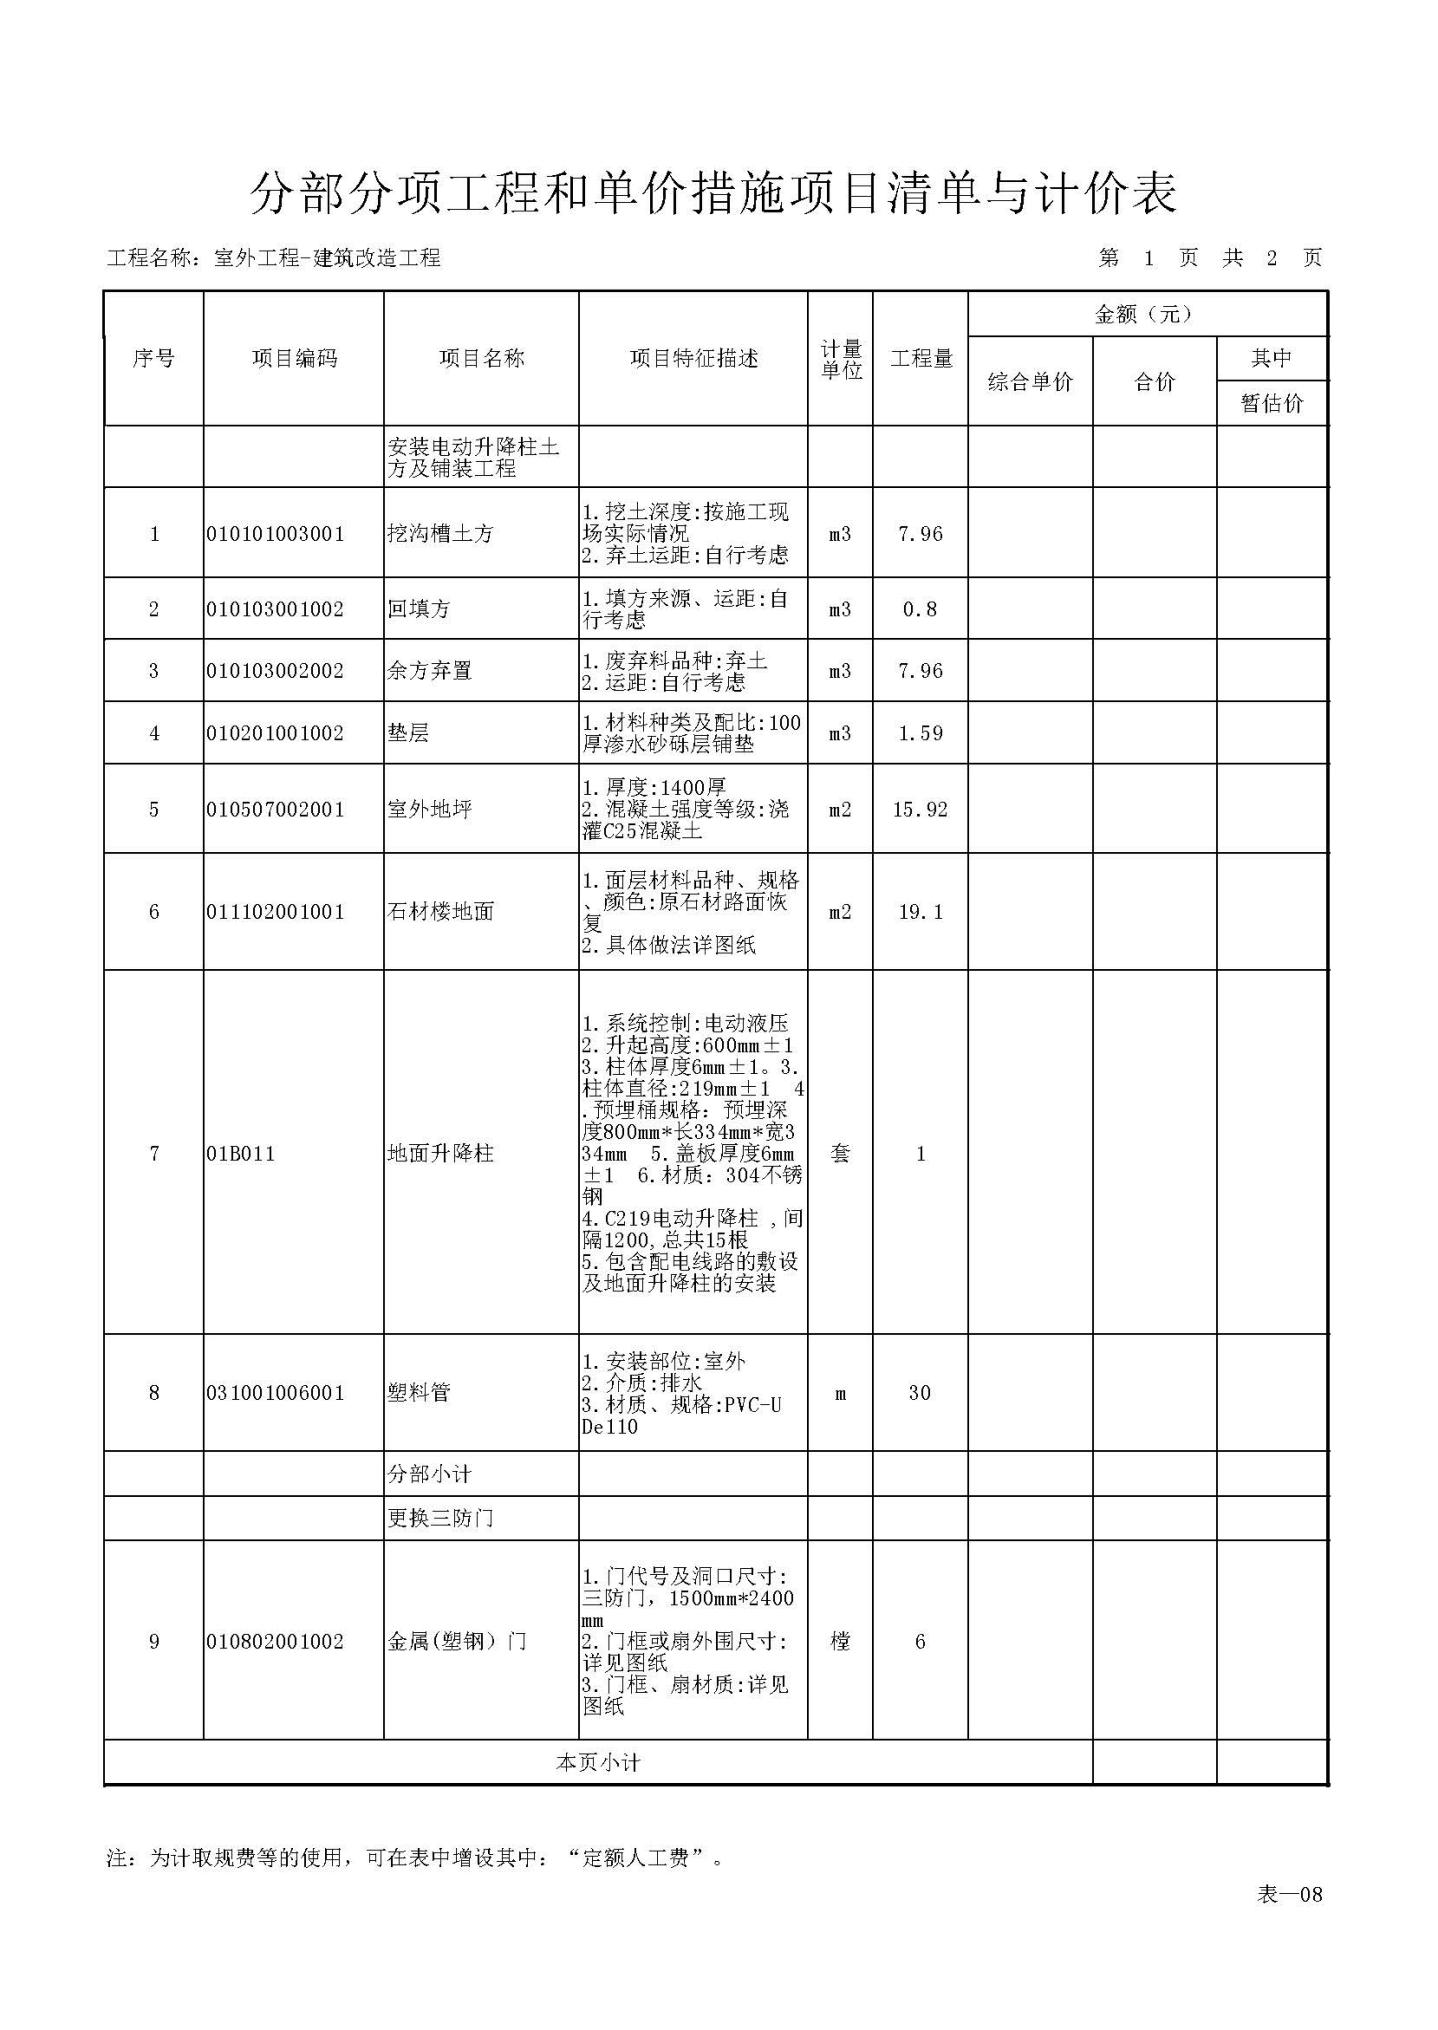 分部分项工程和单价措施项目清单与计价表
工程名称：室外工程-建筑改造工程
第 1 页 共 2 页
序号
项目编码
项目名称
项目特征描述
计量
单位
工程量
金额（元）
综合单价
合价
其中
暂估价
安装电动升降柱土
方及铺装工程
1
010101003001
挖沟槽土方
1.挖土深度:按施工现
场实际情况
2.弃土运距:自行考虑
m3
7.96
2
010103001002
回填方
1.填方来源、运距:自
行考虑
m3
0.8
3
010103002002
余方弃置
1.废弃料品种:弃土
2.运距:自行考虑
m3
7.96
4
010201001002
垫层
1.材料种类及配比:100
厚渗水砂砾层铺垫
m3
1.59
5
010507002001
室外地坪
1.厚度:1400厚
2.混凝土强度等级:浇
灌C25混凝土
m2
15.92
6
011102001001
石材楼地面
1.面层材料品种、规格
、颜色:原石材路面恢
复
2.具体做法详图纸
m2
19.1
7
01B011
地面升降柱
1.系统控制:电动液压
2.升起高度:600mm±1
3.柱体厚度6mm±1。3.
柱体直径:219mm±1 4
.预埋桶规格：预埋深
度800mm*长334mm*宽3
34mm 5.盖板厚度6mm
±1 6.材质：304不锈
钢
4.C219电动升降柱 ,间
隔1200,总共15根
5.包含配电线路的敷设
及地面升降柱的安装
套
1
8
031001006001
塑料管
1.安装部位:室外
2.介质:排水
3.材质、规格:PVC-U
De110
m
30
分部小计
更换三防门
9
010802001002
金属(塑钢）门
1.门代号及洞口尺寸:
三防门，1500mm*2400
mm
2.门框或扇外围尺寸:
详见图纸
3.门框、扇材质:详见
图纸
樘
6
本页小计
注：为计取规费等的使用，可在表中增设其中：“定额人工费”。
表—08